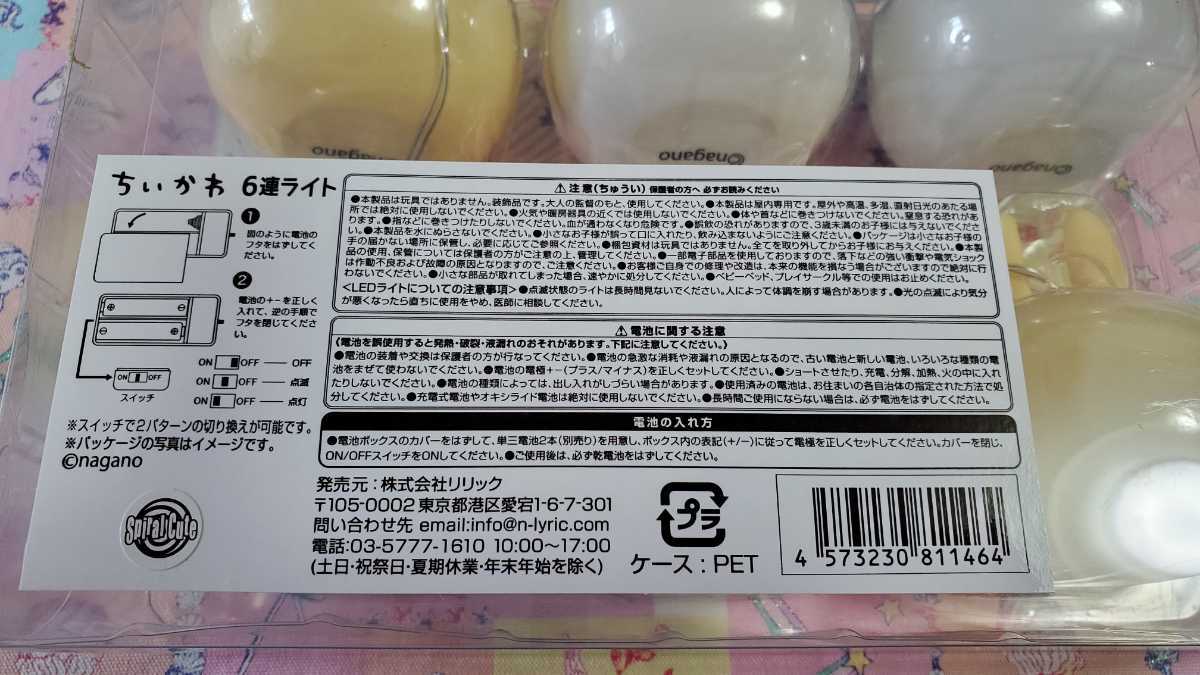 ©nagano
©nagano
©nagano
ちいかわ 6連ライト
❶
図のように電池の
フタをはずしてく
ださい。
❷
電池の+−を正しく
入れて、逆の手順で
フタを閉じてくださ
い。
ON OFF
スイッチ
ON OFF ── OFF
ON OFF ── 点滅
ON OFF ── 点灯
※スイッチで2パターンの切り換えが可能です。
※パッケージの写真はイメージです。
©nagano
Spiral Cute
⚠注意(ちゅうい) 保護者の方へ 必ずお読みください
●本製品は玩具ではありません。装飾品です。大人の監督のもと、使用してください。●本製品は屋内専用です。屋外や高温、多湿、直射日光のあたる場
所では絶対に使用しないでください。●火気や暖房器具の近くでは使用しないでください。●体や首などに巻きつけないでください。窒息する恐れがあ
ります。●指などに巻きつけたりしないでください。血が通わなくなり危険です。●誤飲の恐れがありますので、3歳未満のお子様には与えないでくださ
い。●本製品を水にぬらさないでください。●小さなお子様が誤って口に入れたり、飲み込まないようにご注意ください。●パッケージは小さなお子様の
手の届かない場所に保管し、必要に応じてご参照ください。●梱包資材は玩具ではありません。全てを取り外してからお子様にお与えください。●本製
品の使用、保管については保護者の方がご注意の上、管理してください。●一部電子部品を使用しておりますので、落下などの強い衝撃や電気ショック
は作動不良および故障の原因となりますので、ご注意ください。●お客様ご自身での修理や改造は、本来の機能を損なう場合がございますので絶対に行
わないでください。●小さな部品が取れてしまった場合、速やかに処分してください。●ベビーベッド、プレイサークル等での使用はお止めください。
<LEDライトについての注意事項>●点滅状態のライトは長時間見ないでください。人によって体調を崩す場合があります。●光の点滅により気分
が悪くなったら直ちに使用をやめ、医師に相談してください。
⚠電池に関する注意
(電池を誤使用すると発熱・破裂・液漏れのおそれがあります。下記に注意してください。)
●電池の装着や交換は保護者の方が行なってください。●電池の急激な消耗や液漏れの原因となるので、古い電池と新しい電池、いろいろな種類の電
池をまぜて使わないでください。●電池の電極+−(プラス/マイナス)を正しくセットしてください。●ショートさせたり、充電、分解、加熱、火の中に入れ
たりしないでください。●電池の種類によっては、出し入れがしづらい場合があります。●使用済みの電池は、お住まいの各自治体の指定された方法で処
分してください。●充電式電池やオキシライド電池は絶対に使用しないでください。●長時間ご使用にならない場合は、必ず電池をはずしてください。
電池の入れ方
●電池ボックスのカバーをはずして、単三電池2本(別売り)を用意し、ボックス内の表記(+/−)に従って電極を正しくセットしてください。カバーを閉じ、
ON/OFFスイッチをONしてください。●ご使用後は、必ず乾電池をはずしてください。
発売元：株式会社リリック
〒105-0002 東京都港区愛宕1-6-7-301
問い合わせ先 email:info@n-lyric.com
電話:03-5777-1610 10:00〜17:00
(土日・祝祭日・夏期休業・年末年始を除く)
プラ
ケース：PET
4 573230 811464